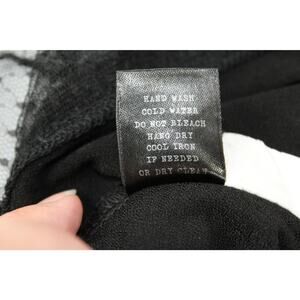 HAND WASH
COLD WATER
DO NOT BLEACH
HANG DRY
COOL IRON
IF NEEDED
OR DRY CLEAN